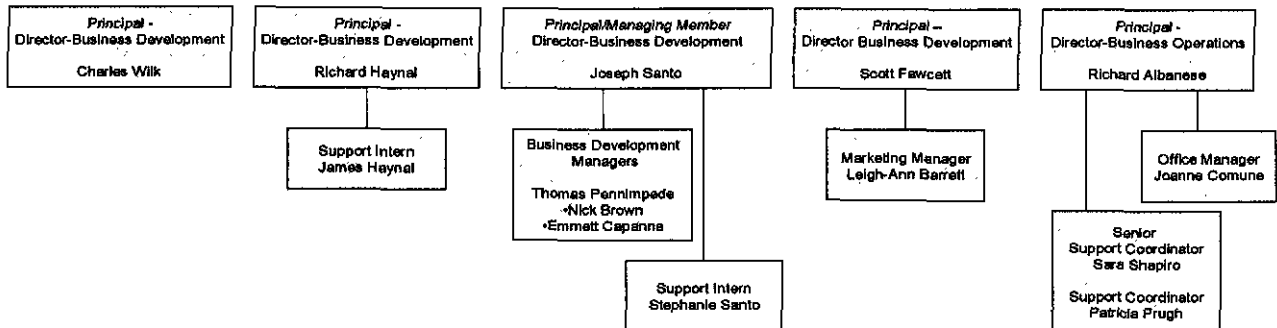 Principal -
Director-Business Development
Charles Wilk
Principal -
Director-Business Development
Richard Haynal
Support Intern
James Haynal
Principal/Managing Member
Director-Business Development
Joseph Santo
Business Development
Managers
Thomas Pennimpede
•Nick Brown
•Emmett Capanna
Support Intern
Stephanie Santo
Principal –
Director Business Development
Scott Fawcett
Marketing Manager
Leigh-Ann Barrett
Principal -
Director-Business Operations
Richard Albanese
Office Manager
Joanne Comune
Senior
Support Coordinator
Sara Shapiro
Support Coordinator
Patricia Prugh